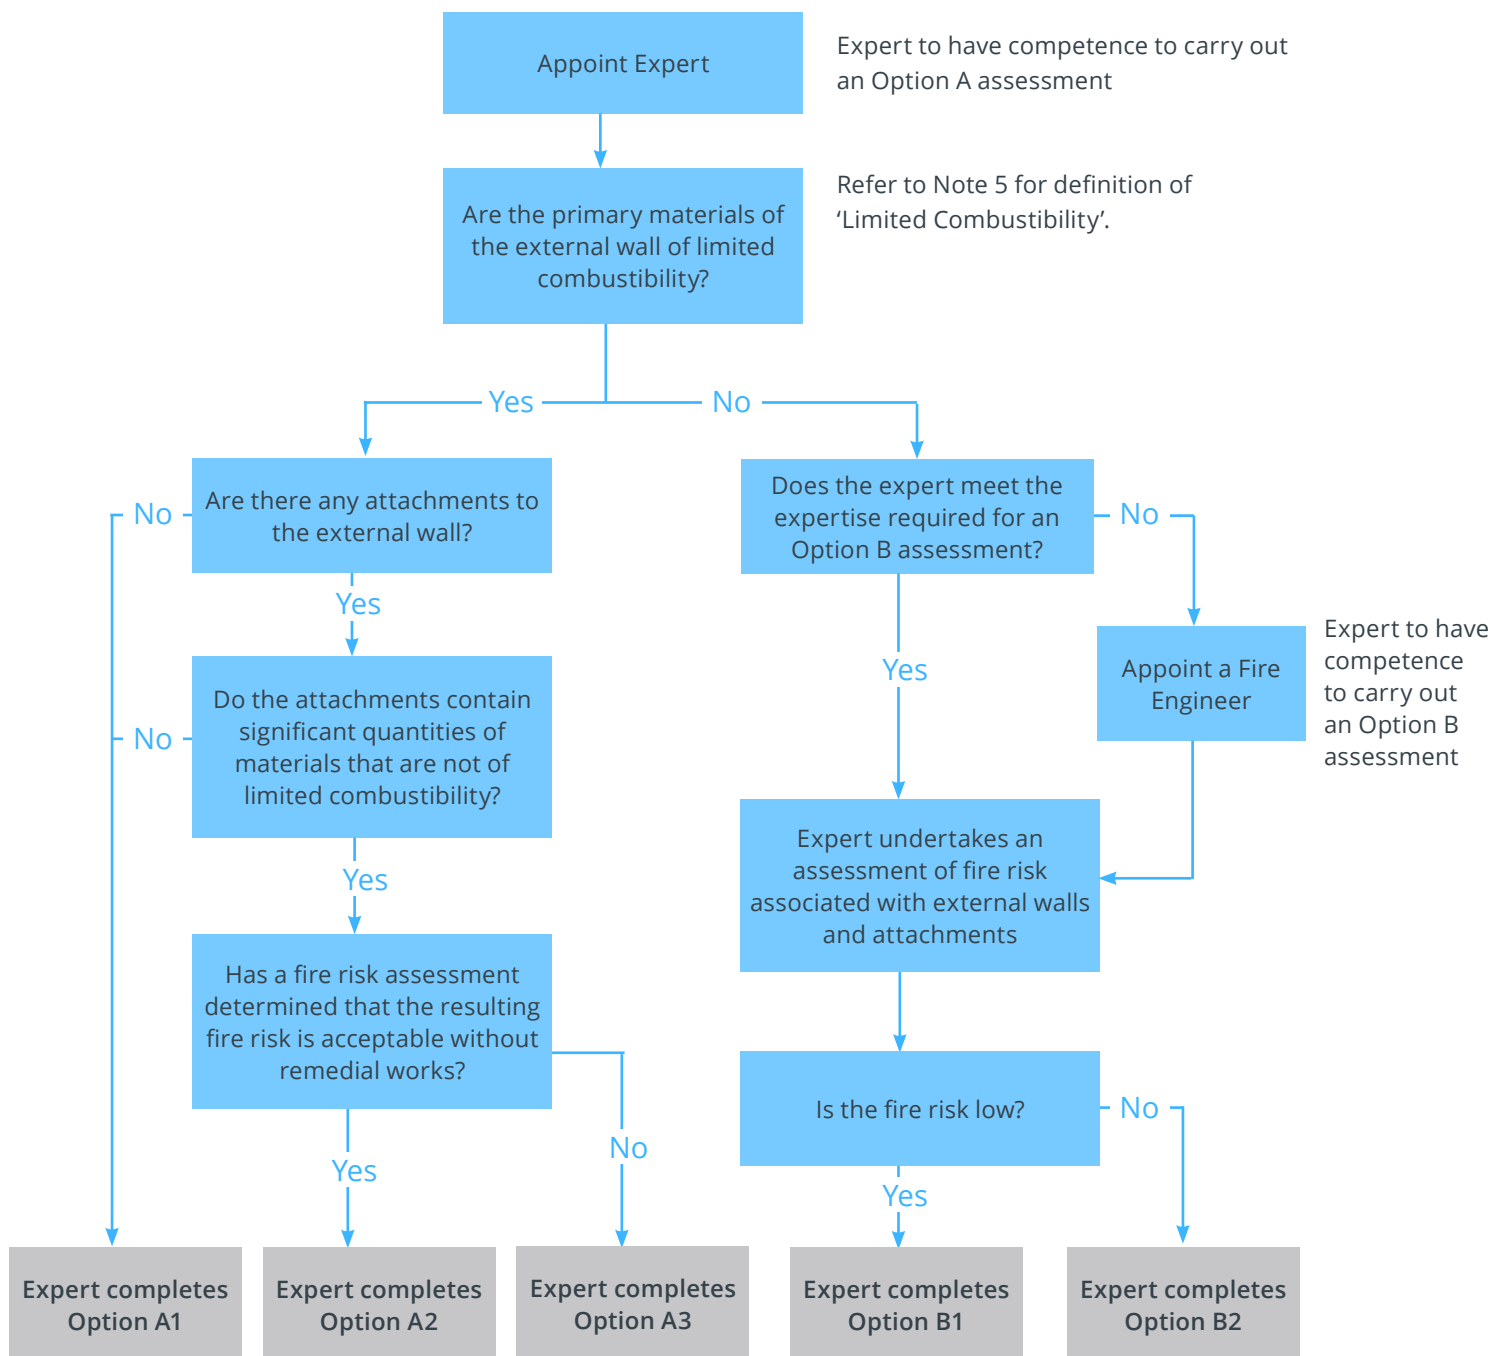 Appoint Expert
Expert to have competence to carry out
an Option A assessment
Are the primary materials of
the external wall of limited
combustibility?
Refer to Note 5 for definition of
‘Limited Combustibility’.
Yes
No
Are there any attachments to
the external wall?
No
Yes
Does the expert meet the
expertise required for an
Option B assessment?
No
Yes
Appoint a Fire
Engineer
Expert to have
competence
to carry out
an Option B
assessment
Do the attachments contain
significant quantities of
materials that are not of
limited combustibility?
No
Yes
Expert undertakes an
assessment of fire risk
associated with external walls
and attachments
Has a fire risk assessment
determined that the resulting
fire risk is acceptable without
remedial works?
Yes
No
Is the fire risk low?
No
Yes
Expert completes
Option A1
Expert completes
Option A2
Expert completes
Option A3
Expert completes
Option B1
Expert completes
Option B2